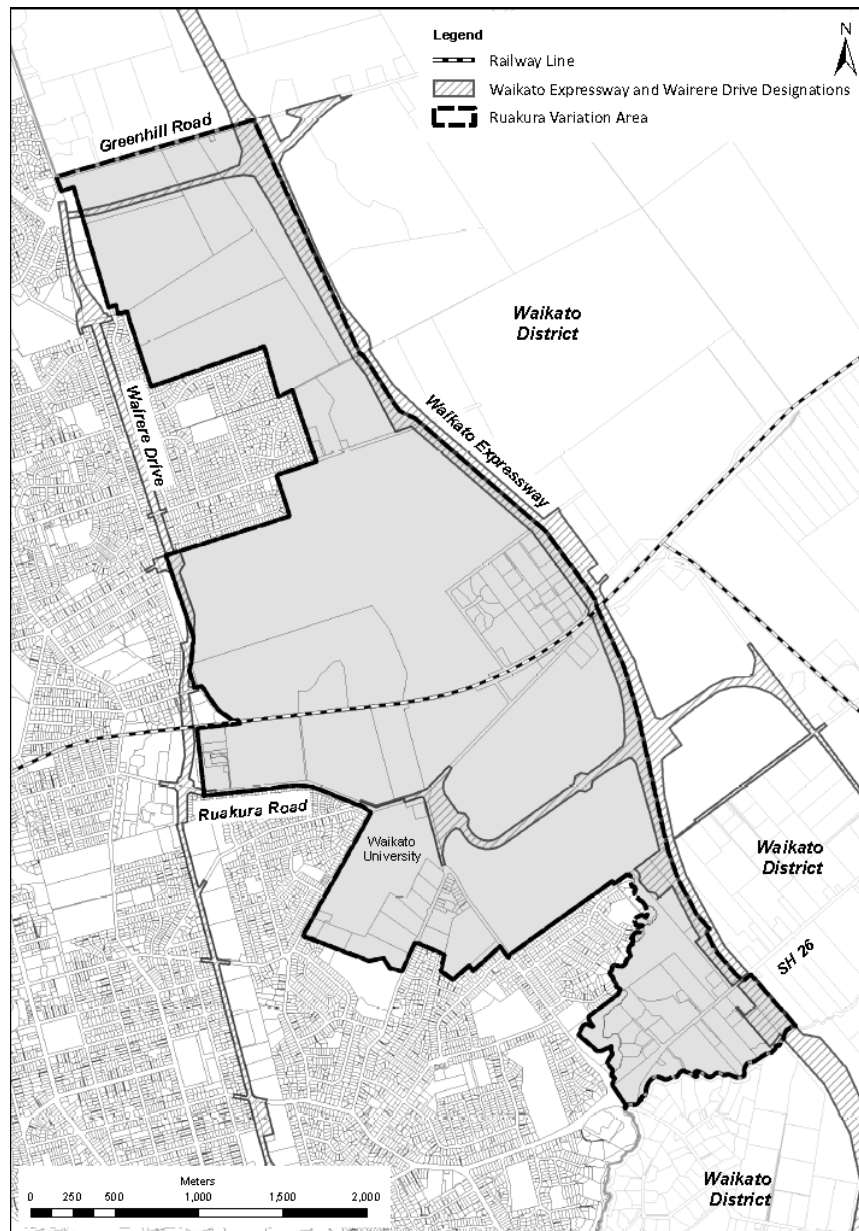 Legend
Railway Line
Waikato Expressway and Wairere Drive Designations
Ruakura Variation Area
N
Greenhill Road
Waikato
District
Wairere Drive
Waikato Expressway
Ruakura Road
Waikato
University
Waikato
District
SH 26
Waikato
District
Meters
0 250 500 1,000 1,500 2,000